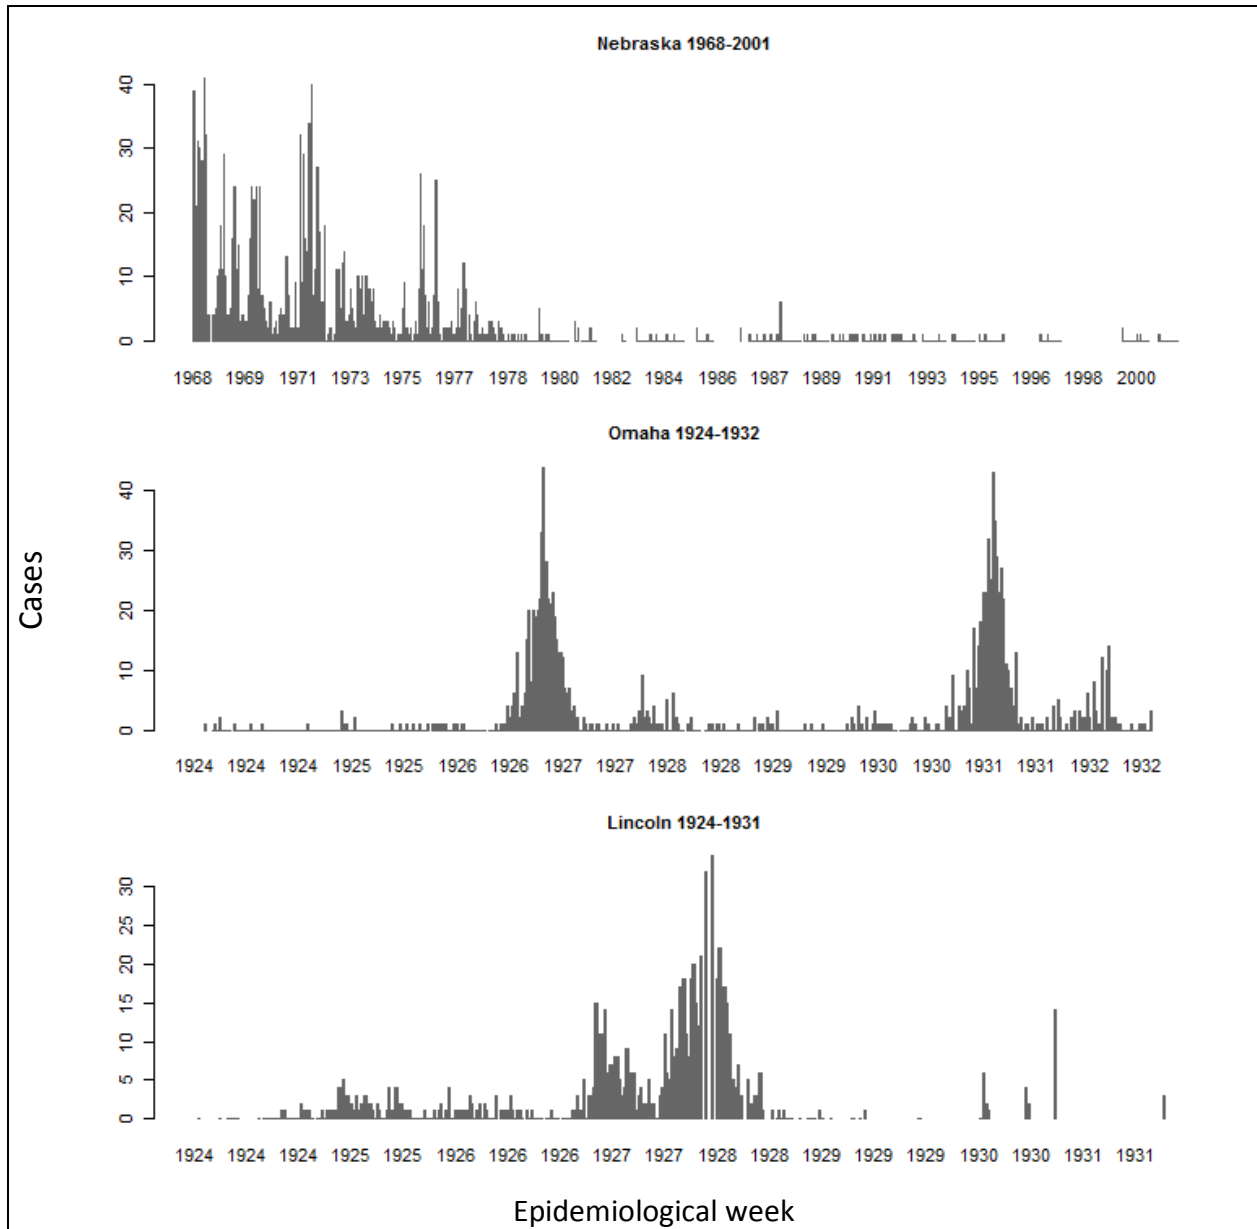 Nebraska 1968-2001
40
30
20
10
0
1968 1969 1971 1973 1975 1977 1978 1980 1982 1984 1986 1987 1989 1991 1993 1995 1996 1998 2000
Omaha 1924-1932
40
30
20
10
0
1924 1924 1924 1925 1925 1926 1926 1927 1927 1928 1928 1929 1929 1930 1930 1931 1931 1932 1932
Cases
Lincoln 1924-1931
30
25
20
15
10
5
0
1924 1924 1924 1925 1925 1926 1926 1926 1927 1927 1928 1928 1929 1929 1929 1930 1930 1931 1931
Epidemiological week